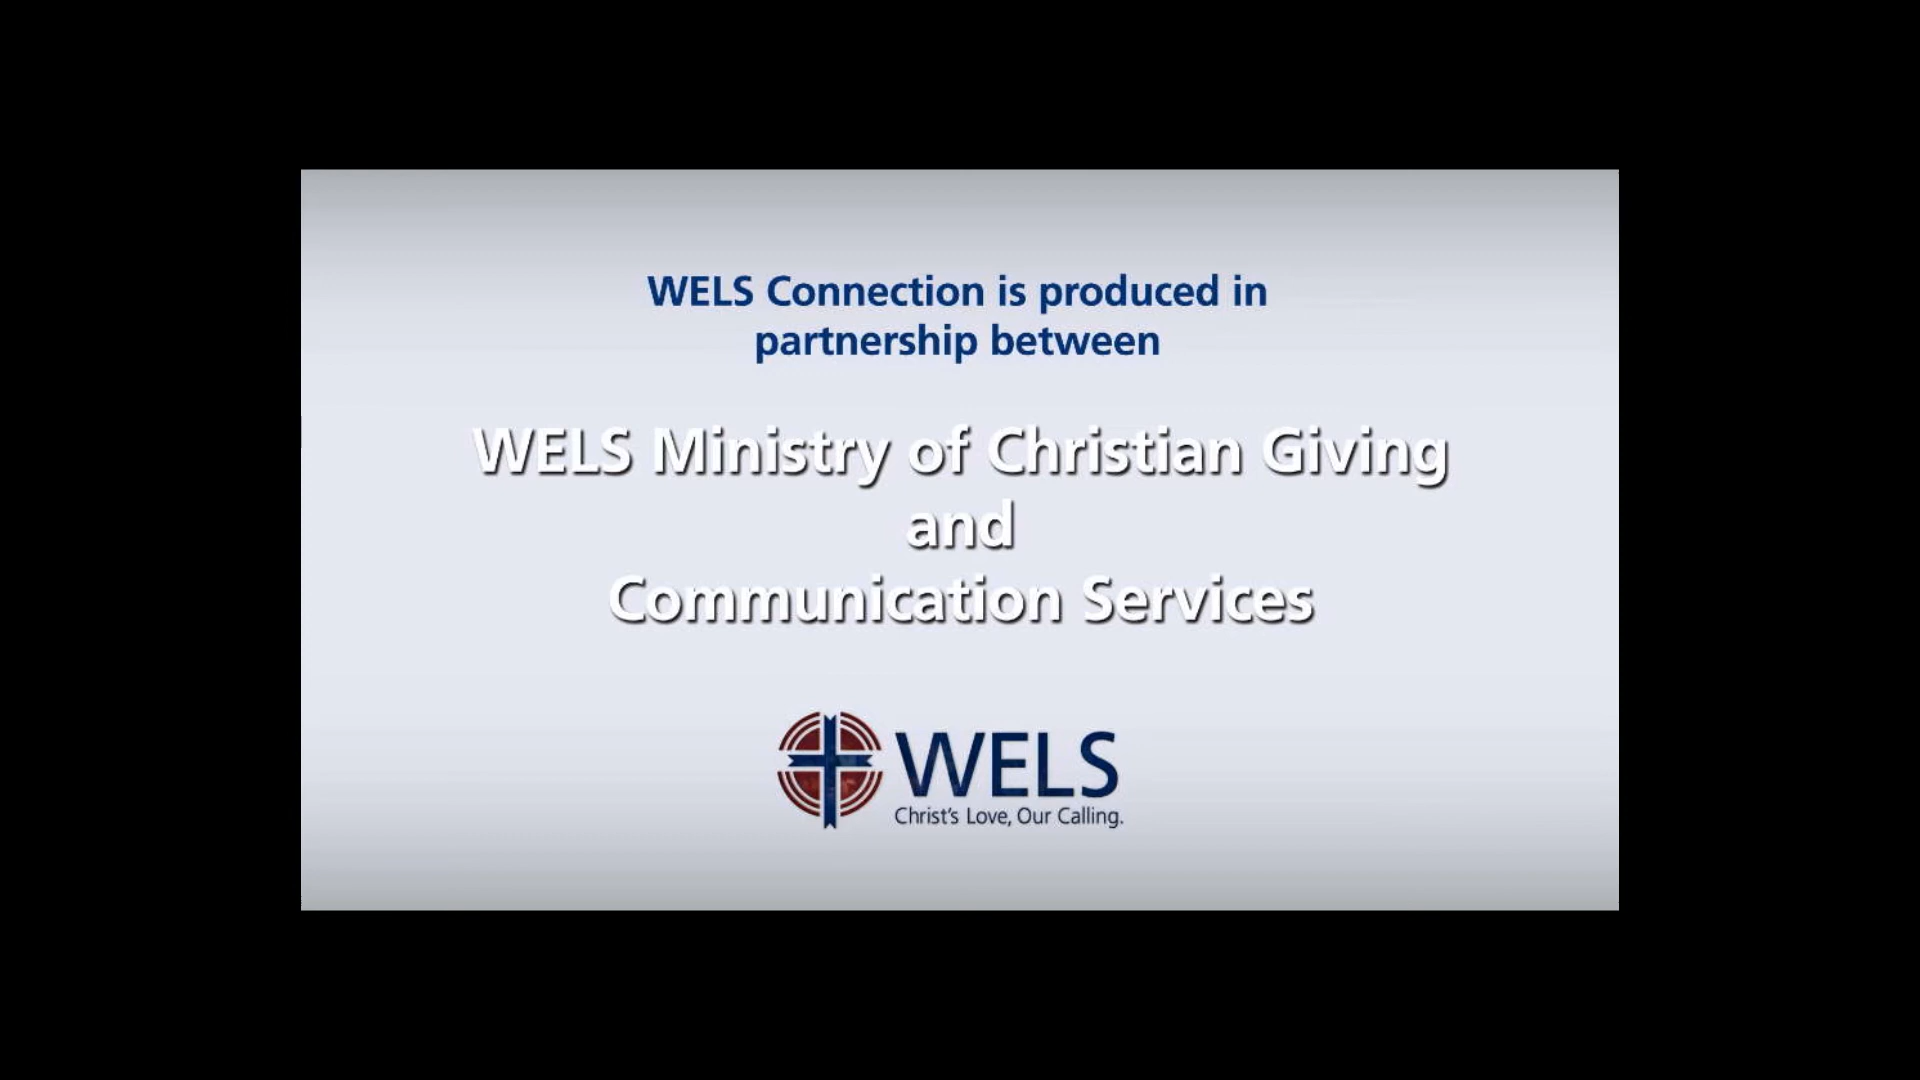 WELS Connection is produced in
partnership between
WELS Ministry of Christian Giving
and
Communication Services
WELS
Christ's Love, Our Calling.